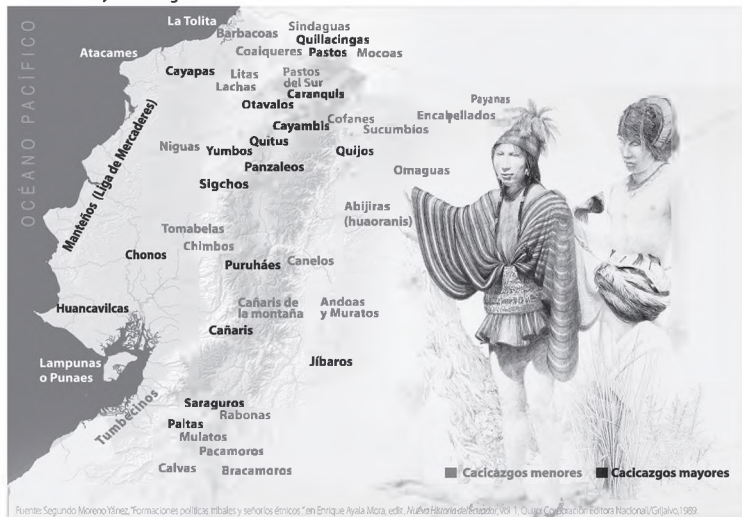 OCÉANO PACÍFICO
La Tolita
Sindaguas
Barbacoas
Quillacingas
Atacames
Coaiqueres
Pastos
Mocoas
Cayapas
Litas
Pastos
del Sur
Lachas
Caranquis
Payanas
Otavalos
Encabellados
Cofanes
Cayambis
Sucumbios
Niguas
Quitus
Yumbos
Quijos
Panzaleos
Omaguas
Sigchos
Manteños (Liga de Mercaderes)
Abijiras
(huaoranis)
Tomabelas
Chimbos
Chonos
Puruháes
Canelos
Huancavilcas
Cañaris de
la montaña
Andoas
y Muratos
Cañaris
Lampunas
o Punaes
Jíbaros
Saraguros
Rabonas
Tumbecinos
Paltas
Mulatos
Pacamoros
Calvas
Bracamoros
Cacicazgos menores
Cacicazgos mayores
Fuente: Segundo Moreno Yánez, "Formaciones políticas tribales y señoríos étnicos" en Enrique Ayala Mora, edit., Nueva Historia del Ecuador, vol 1, Quito: Corporación Editora Nacional/Grijalvo, 1989.